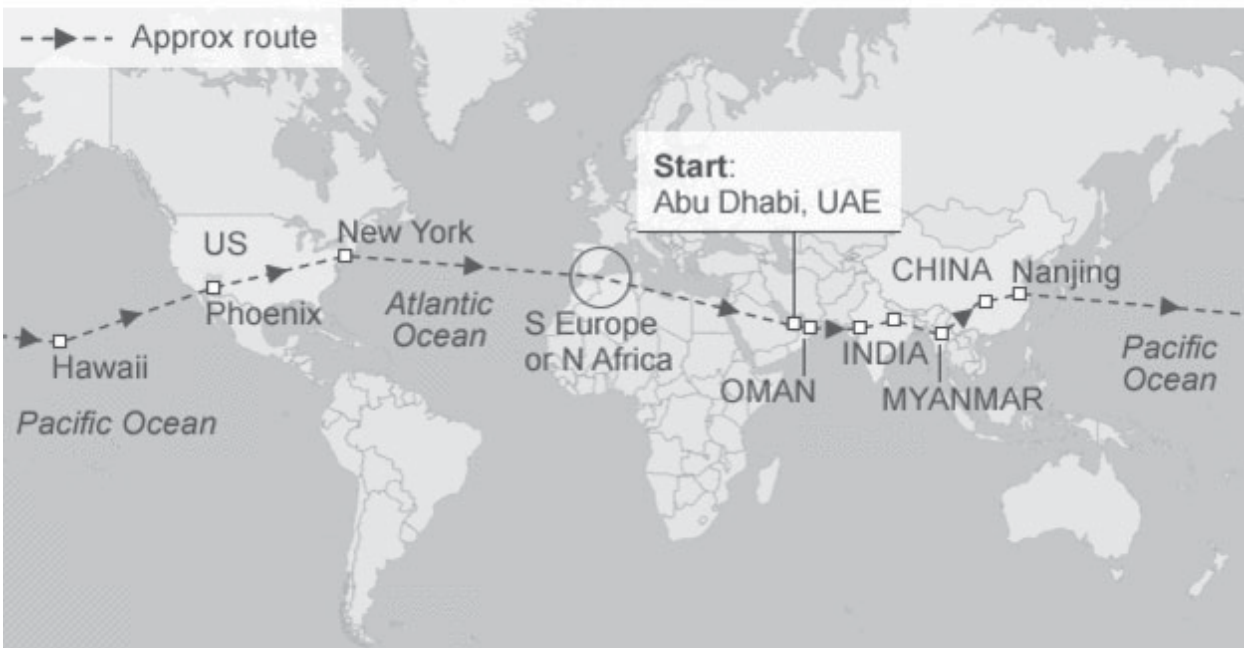 Approx route
Start:
Abu Dhabi, UAE
US
New York
CHINA
Nanjing
Phoenix
Atlantic
Ocean
S Europe
or N Africa
Hawaii
INDIA
Pacific
Ocean
OMAN
MYANMAR
Pacific Ocean